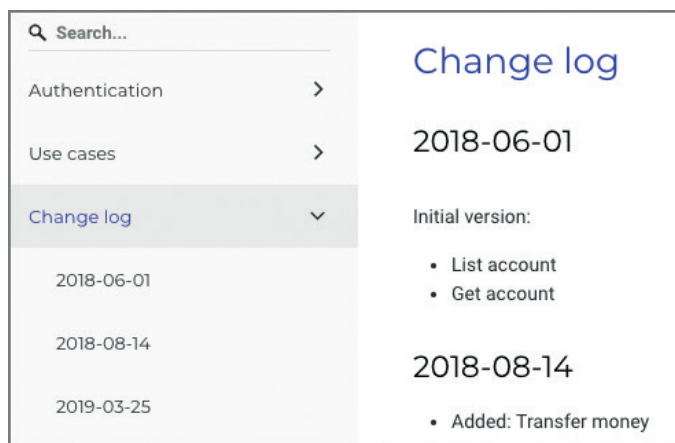 Search...
Authentication
Use cases
Change log
2018-06-01
2018-08-14
2019-03-25
Change log
2018-06-01
Initial version:
• List account
• Get account
2018-08-14
• Added: Transfer money